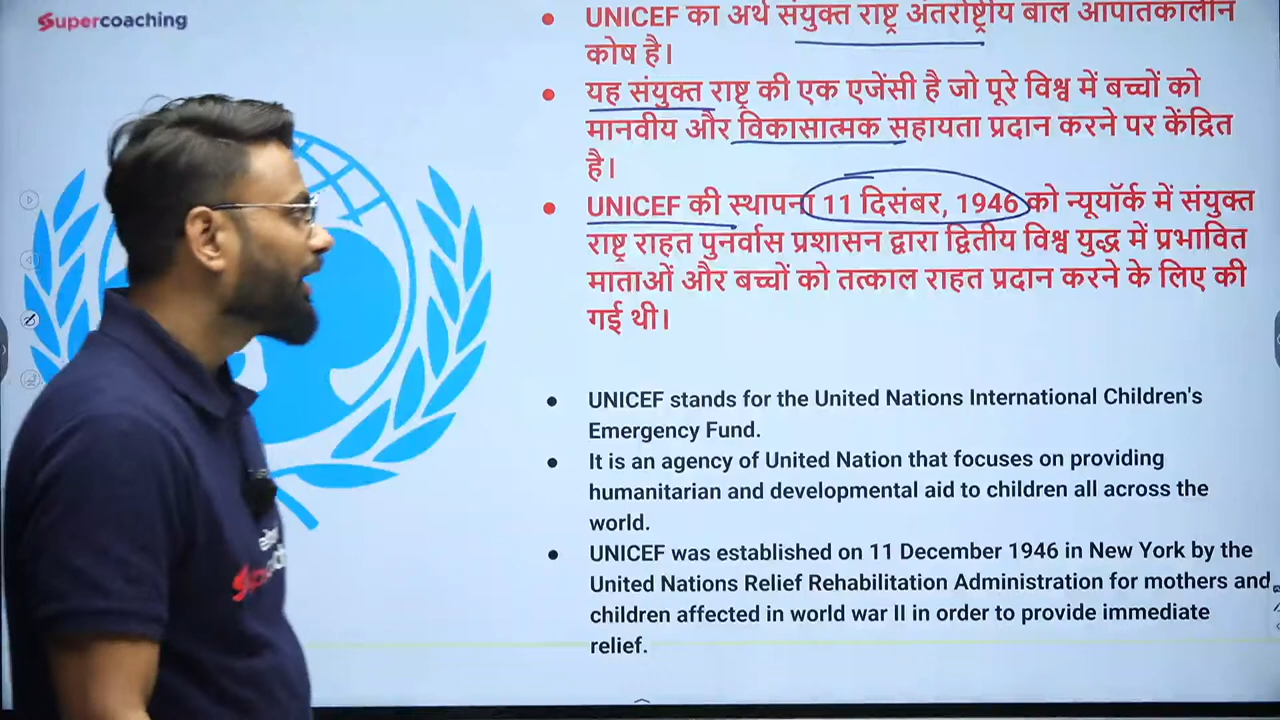 Supercoaching
UNICEF का अर्थ संयुक्त राष्ट्र अंतर्राष्ट्रीय बाल आपातकालीन
कोष है।
यह संयुक्त राष्ट्र की एक एजेंसी है जो पूरे विश्व में बच्चों को
मानवीय और विकासात्मक सहायता प्रदान करने पर केंद्रित
है।
UNICEF की स्थापना 11 दिसंबर, 1946 को न्यूयॉर्क में संयुक्त
राष्ट्र राहत पुनर्वास प्रशासन द्वारा द्वितीय विश्व युद्ध में प्रभावित
माताओं और बच्चों को तत्काल राहत प्रदान करने के लिए की
गई थी।
UNICEF stands for the United Nations International Children's
Emergency Fund.
It is an agency of United Nation that focuses on providing
humanitarian and developmental aid to children all across the
world.
UNICEF was established on 11 December 1946 in New York by the
United Nations Relief Rehabilitation Administration for mothers and
children affected in world war II in order to provide immediate
relief.